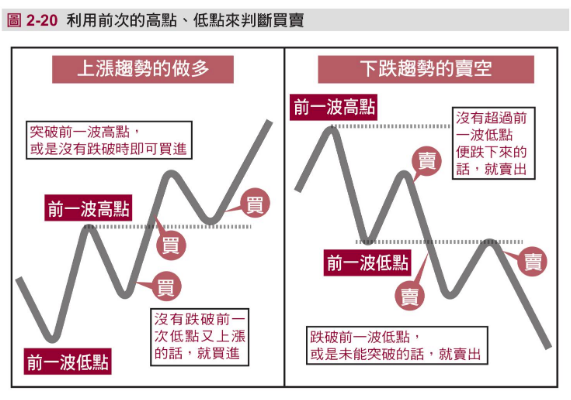 圖 2-20 利用前次的高點、低點來判斷買賣
上漲趨勢的做多
突破前一波高點，
或是沒有跌破時即可買進
前一波高點
買
買
買
沒有跌破前一
次低點又上漲
的話，就買進
前一波低點
下跌趨勢的賣空
前一波高點
沒有超過前
一波低點
便跌下來的
話，就賣出
賣
前一波低點
賣
賣
跌破前一波低點，
或是未能突破的話，就賣出